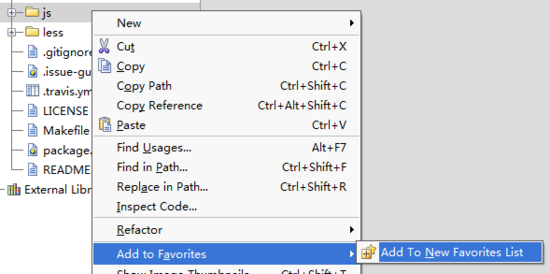 js
New
less
Cut Ctrl+X
.gitignore
Copy Ctrl+C
.issue-gu
Copy Path Ctrl+Shift+C
.travis.ym
Copy Reference Ctrl+Alt+Shift+C
LICENSE
Paste Ctrl+V
Makefile
Find Usages... Alt+F7
package.
Find in Path... Ctrl+Shift+F
README
Replace in Path... Ctrl+Shift+R
External Libr
Inspect Code...
Refactor
Add to Favorites
Add To New Favorites List
Show Image Thumbnails Ctrl+Shift+T